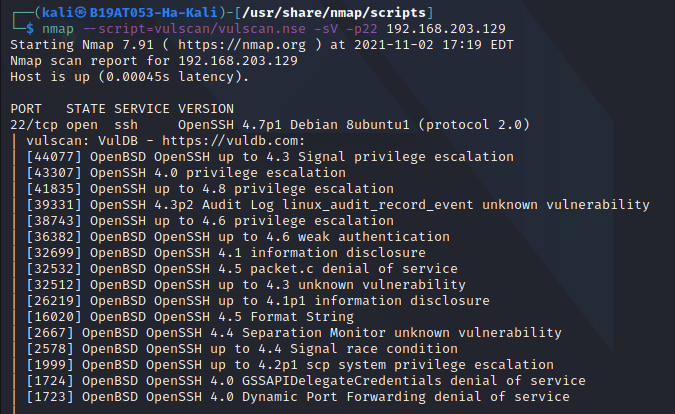 ┌──(kali㉿B19AT053-Ha-Kali)-[/usr/share/nmap/scripts]
└─$ nmap --script=vulscan/vulscan.nse -sV -p22 192.168.203.129
Starting Nmap 7.91 ( https://nmap.org ) at 2021-11-02 17:19 EDT
Nmap scan report for 192.168.203.129
Host is up (0.00045s latency).

PORT   STATE SERVICE VERSION
22/tcp open  ssh     OpenSSH 4.7p1 Debian 8ubuntu1 (protocol 2.0)
| vulscan: VulDB - https://vuldb.com:
| [44077] OpenBSD OpenSSH up to 4.3 Signal privilege escalation
| [43307] OpenSSH 4.0 privilege escalation
| [41835] OpenSSH up to 4.8 privilege escalation
| [39331] OpenSSH 4.3p2 Audit Log linux_audit_record_event unknown vulnerability
| [38743] OpenSSH up to 4.6 privilege escalation
| [36382] OpenBSD OpenSSH up to 4.6 weak authentication
| [32699] OpenBSD OpenSSH 4.1 information disclosure
| [32532] OpenBSD OpenSSH 4.5 packet.c denial of service
| [32512] OpenBSD OpenSSH up to 4.3 unknown vulnerability
| [26219] OpenBSD OpenSSH up to 4.1p1 information disclosure
| [16020] OpenBSD OpenSSH 4.5 Format String
| [2667] OpenBSD OpenSSH 4.4 Separation Monitor unknown vulnerability
| [2578] OpenBSD OpenSSH up to 4.4 Signal race condition
| [1999] OpenBSD OpenSSH up to 4.2p1 scp system privilege escalation
| [1724] OpenBSD OpenSSH 4.0 GSSAPIDelegateCredentials denial of service
| [1723] OpenBSD OpenSSH 4.0 Dynamic Port Forwarding denial of service
|